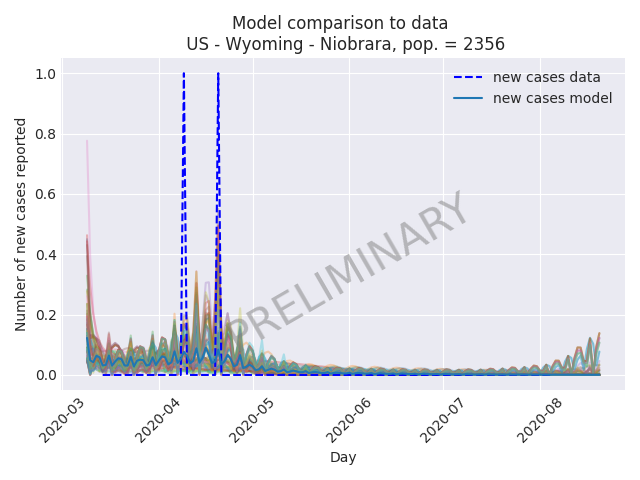 Model comparison to data
US - Wyoming - Niobrara, pop. = 2356
new cases data
new cases model
Number of new cases reported
1.0
0.8
0.6
0.4
0.2
0.0
PRELIMINARY
2020-03
2020-04
2020-05
2020-06
2020-07
2020-08
Day